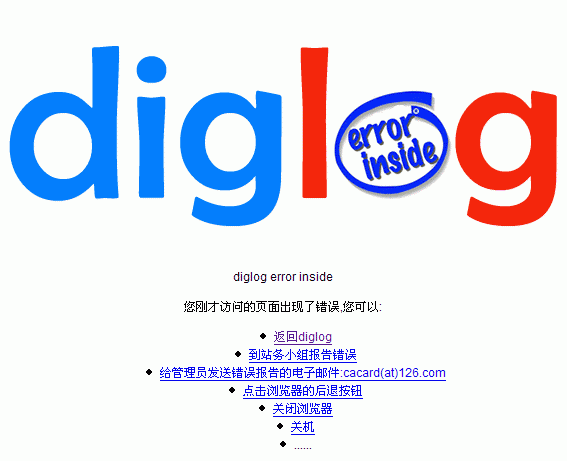 diglog
error
inside
diglog error inside
您刚才访问的页面出现了错误,您可以:
返回diglog
到站务小组报告错误
给管理员发送错误报告的电子邮件:cacard(at)126.com
点击浏览器的后退按钮
关闭浏览器
关机
......